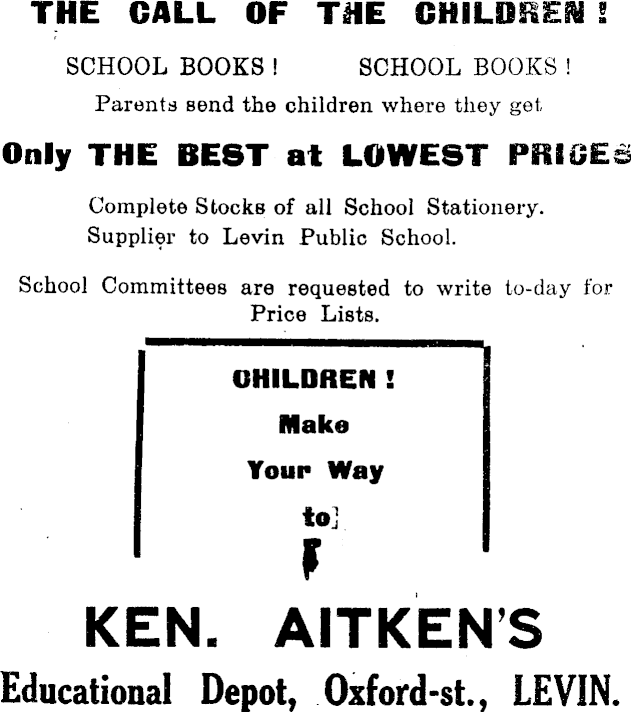 THE CALL OF THE CHILDREN !
SCHOOL BOOKS ! SCHOOL BOOKS !
Parents send the children where they get
Only THE BEST at LOWEST PRICES
Complete Stocks of all School Stationery.
Supplier to Levin Public School.
School Committees are requested to write to-day for
Price Lists.
CHILDREN !
Make
Your Way
to
KEN. AITKEN'S
Educational Depot, Oxford-st., LEVIN.